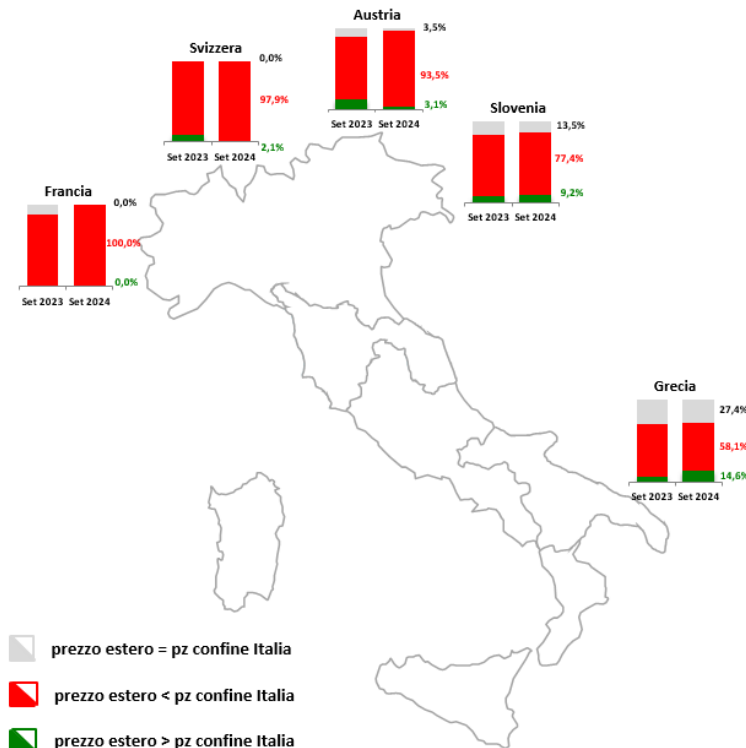 Austria
3,5%
93,5%
3,1%
Set 2023 Set 2024
Svizzera
0,0%
97,9%
2,1%
Set 2023 Set 2024
Slovenia
13,5%
77,4%
9,2%
Set 2023 Set 2024
Francia
0,0%
100,0%
0,0%
Set 2023 Set 2024
Grecia
27,4%
58,1%
14,6%
Set 2023 Set 2024
prezzo estero = pz confine Italia
prezzo estero < pz confine Italia
prezzo estero > pz confine Italia